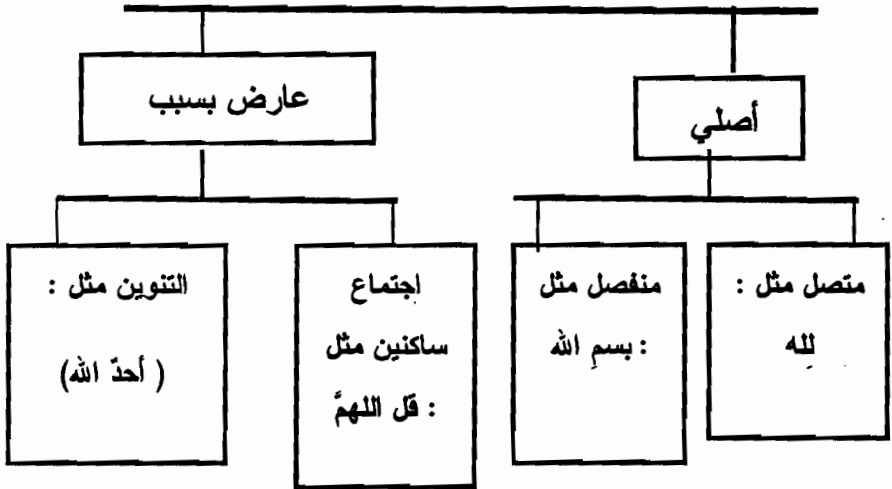 أصلي
عارض بسبب
متصل مثل :
لِله
منفصل مثل
: بسمِ الله
اجتماع
ساكنين مثل
: قل اللهمَّ
التنوين مثل :
( أحدٌ الله)